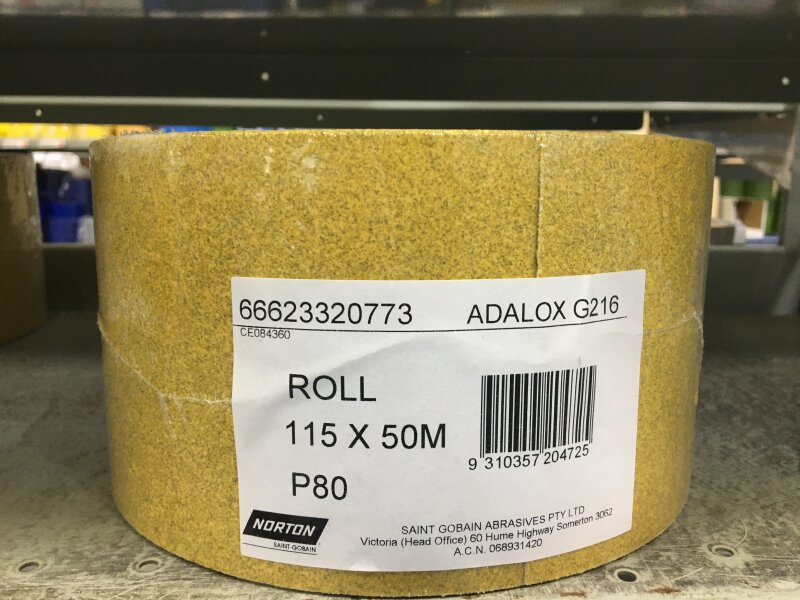 66623320773 ADALOX G216
CE084360
ROLL
115 X 50M
P80
9 310357 204725
NORTON
SAINT-GOBAIN
SAINT GOBAIN ABRASIVES PTY LTD
Victoria (Head Office) 60 Hume Highway Somerton 3062
A.C.N. 068931420